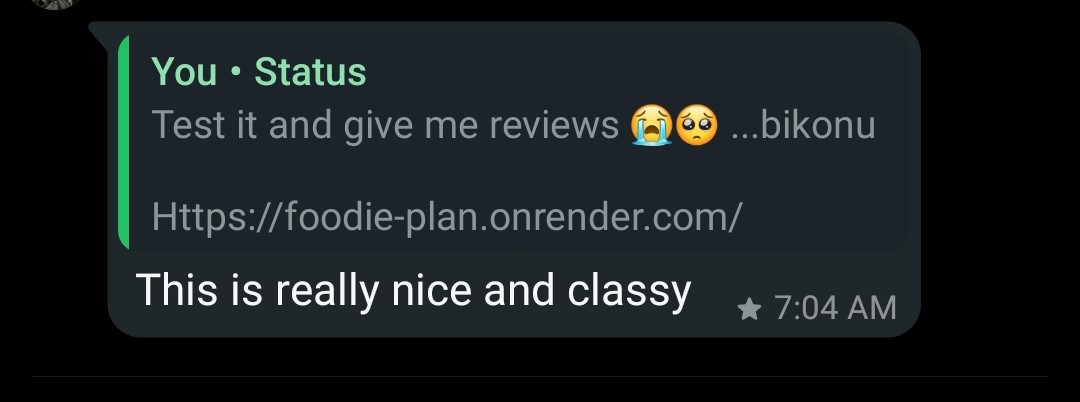 You • Status
Test it and give me reviews 😭🥺 ...bikonu
Https://foodie-plan.onrender.com/
This is really nice and classy
★ 7:04 AM